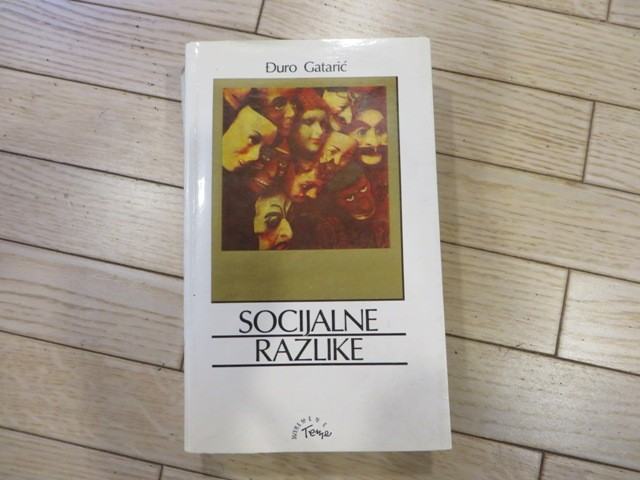 Đuro Gatarić
SOCIJALNE
RAZLIKE
Teme